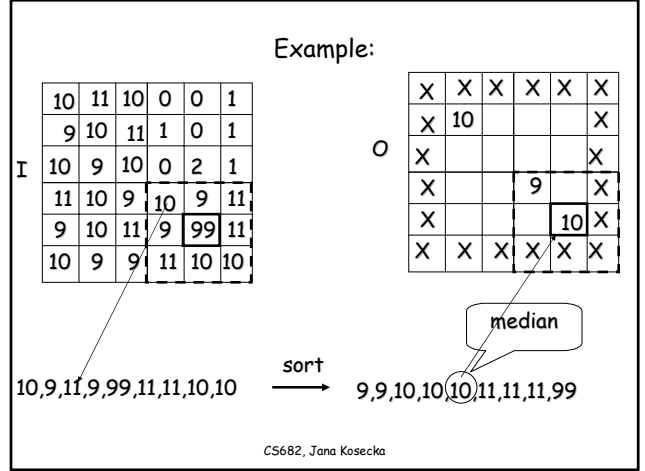 Example:
I
10 11 10 0 0 1
9 10 11 1 0 1
10 9 10 0 2 1
11 10 9 10 9 11
9 10 11 9 99 11
10 9 9 11 10 10
O
X X X X X X
X 10 X
X X
X 9 X
X 10 X
X X X X X X
median
sort
10,9,11,9,99,11,11,10,10
9,9,10,10,10,11,11,11,99
CS682, Jana Kosecka